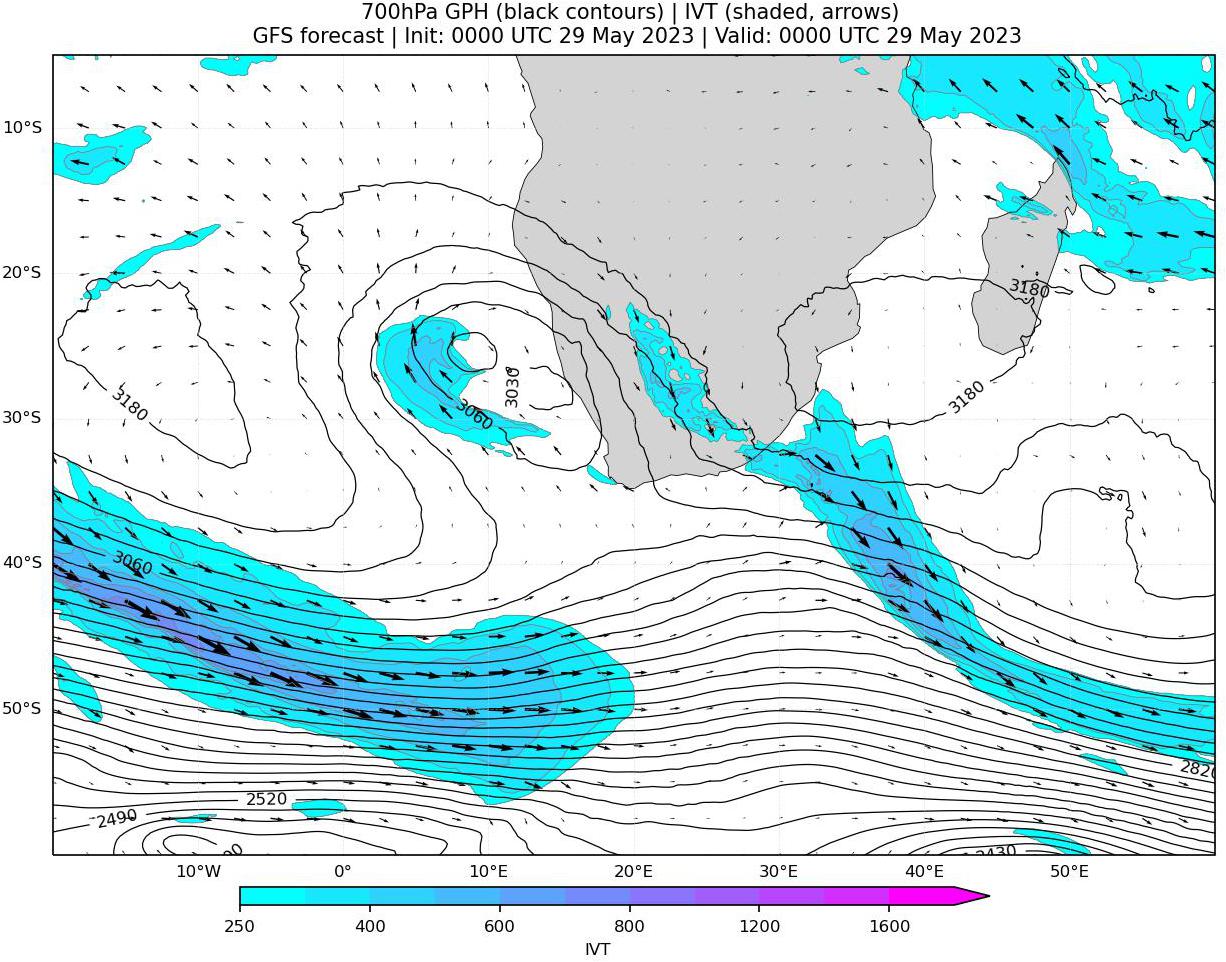 700hPa GPH (black contours) | IVT (shaded, arrows)
GFS forecast | Init: 0000 UTC 29 May 2023 | Valid: 0000 UTC 29 May 2023
10°S
20°S
3180
3180
3030
3180
3060
30°S
3060
40°S
50°S
2820
2520
2490
2430
10°W 0° 10°E 20°E 30°E 40°E 50°E
250 400 600 800 1200 1600
IVT